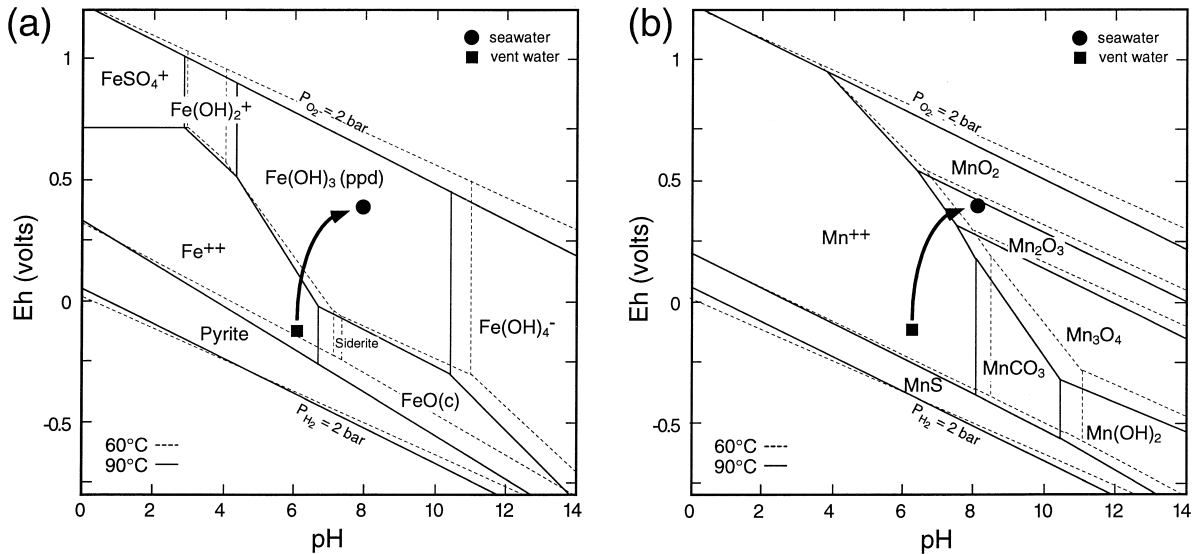 (a)
seawater
vent water
FeSO₄⁺
Fe(OH)₂⁺
P_O₂ = 2 bar
Fe(OH)₃ (ppd)
Fe⁺⁺
Pyrite
Siderite
Fe(OH)₄⁻
FeO(c)
P_H₂ = 2 bar
60°C
90°C
1
0.5
0
-0.5
Eh (volts)
0 2 4 6 8 10 12 14
pH
(b)
seawater
vent water
P_O₂ = 2 bar
MnO₂
Mn⁺⁺
Mn₂O₃
Mn₃O₄
MnCO₃
MnS
Mn(OH)₂
P_H₂ = 2 bar
60°C
90°C
1
0.5
0
-0.5
Eh (volts)
0 2 4 6 8 10 12 14
pH